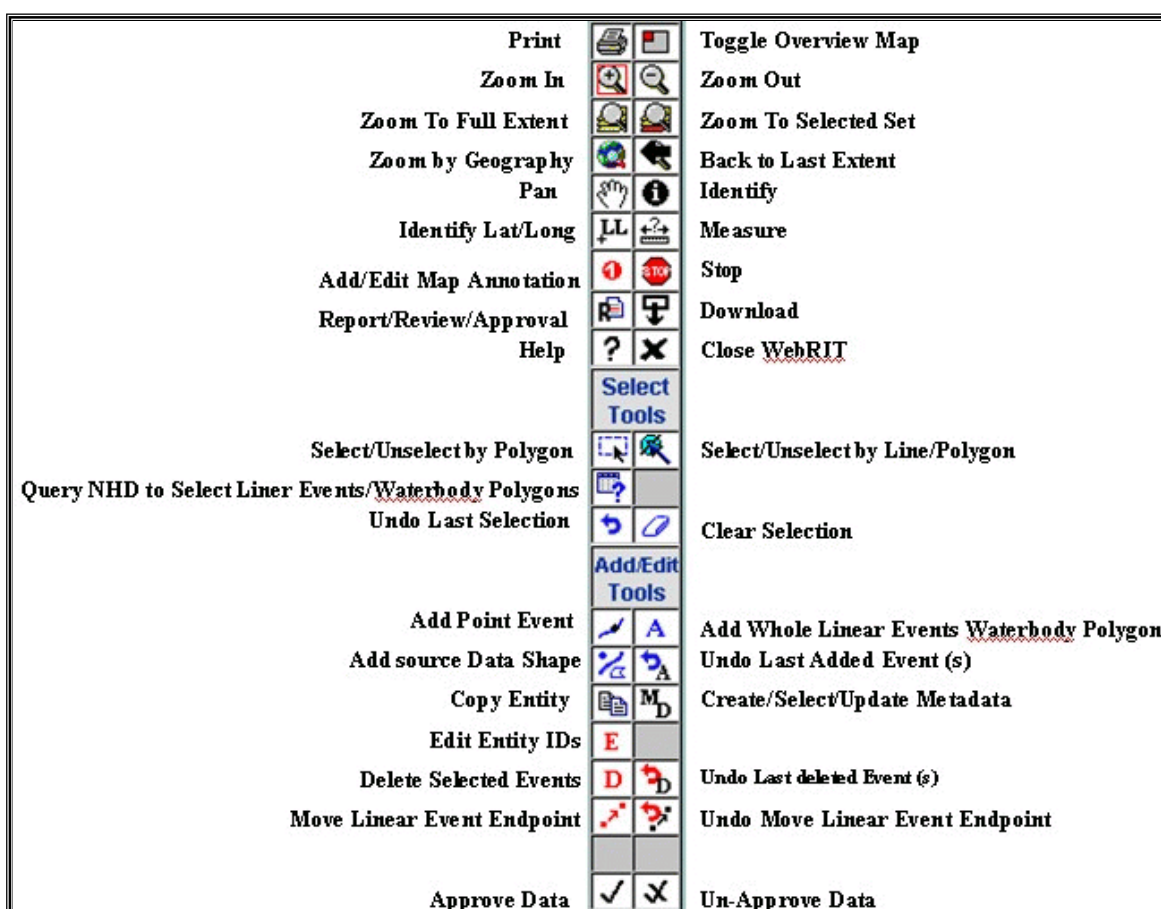 Print Toggle Overview Map
Zoom In Zoom Out
Zoom To Full Extent Zoom To Selected Set
Zoom by Geography Back to Last Extent
Pan Identify
Identify Lat/Long LL Measure
Add/Edit Map Annotation 1 STOP Stop
Report/Review/Approval R Download
Help ? Close WebRIT
Select
Tools
Select/Unselect by Polygon Select/Unselect by Line/Polygon
Query NHD to Select Liner Events/Waterbody Polygons ?
Undo Last Selection Clear Selection
Add/Edit
Tools
Add Point Event A Add Whole Linear Events Waterbody Polygon
Add source Data Shape A Undo Last Added Event (s)
Copy Entity MD Create/Select/Update Metadata
Edit Entity IDs E
Delete Selected Events D D Undo Last deleted Event (s)
Move Linear Event Endpoint Undo Move Linear Event Endpoint
Approve Data Un-Approve Data